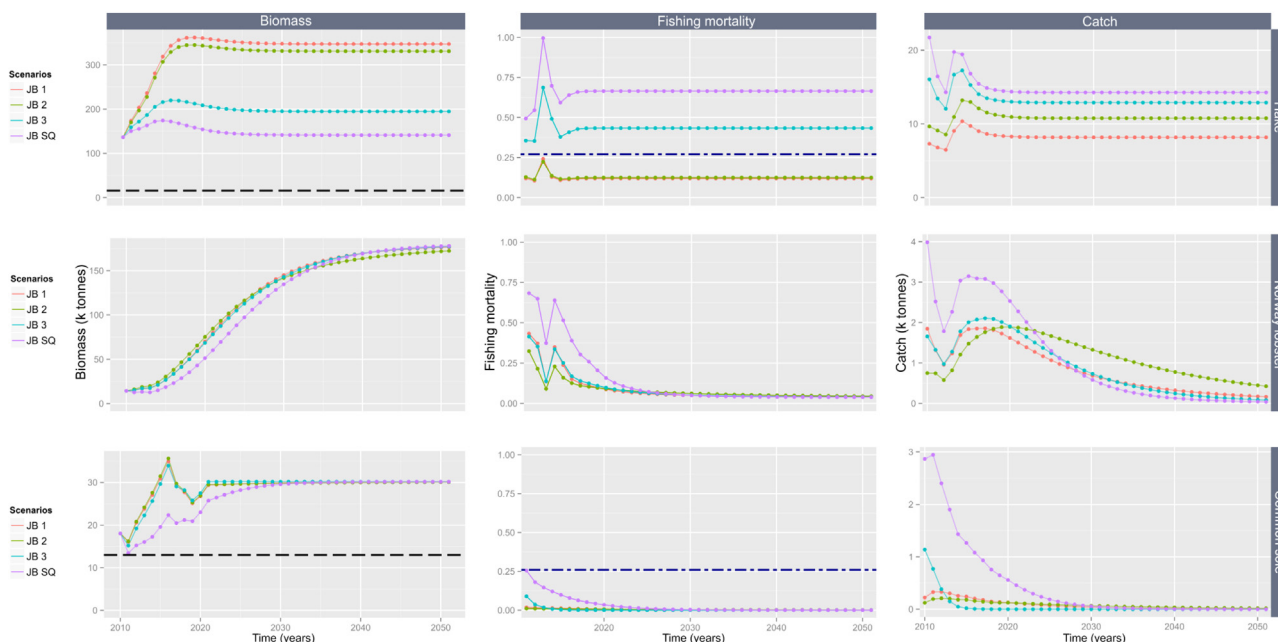 Biomass
Fishing mortality
Catch
Scenarios
JB 1
JB 2
JB 3
JB SQ
300
200
100
0
1.00
0.75
0.50
0.25
0.00
20
10
0
Scenarios
JB 1
JB 2
JB 3
JB SQ
Biomass (k tonnes)
150
100
50
0
Fishing mortality
1.00
0.75
0.50
0.25
0.00
Catch (k tonnes)
4
3
2
1
0
Scenarios
JB 1
JB 2
JB 3
JB SQ
30
20
10
0
1.00
0.75
0.50
0.25
0.00
3
2
1
0
2010 2020 2030 2040 2050
2020 2030 2040 2050
2010 2020 2030 2040 2050
Time (years)
Time (years)
Time (years)